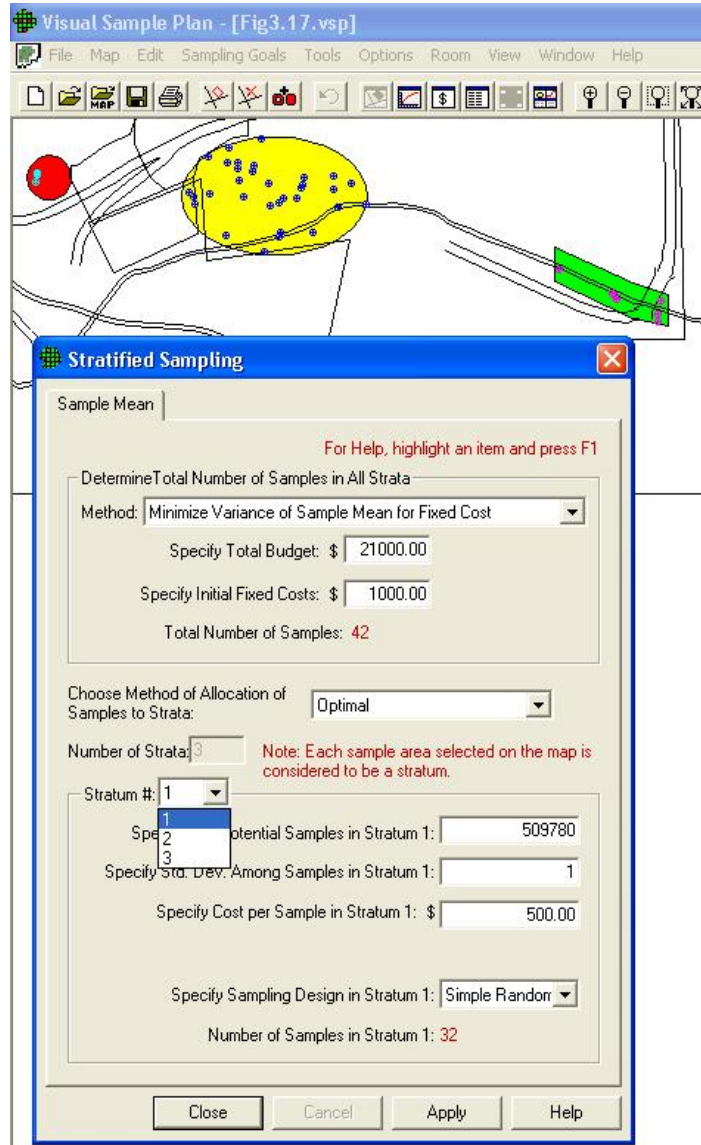 Visual Sample Plan - [Fig3.17.vsp]
File Map Edit Sampling Goals Tools Options Room View Window Help
MAP $
Stratified Sampling
Sample Mean
For Help, highlight an item and press F1
DetermineTotal Number of Samples in All Strata
Method: Minimize Variance of Sample Mean for Fixed Cost
Specify Total Budget: $ 21000.00
Specify Initial Fixed Costs: $ 1000.00
Total Number of Samples: 42
Choose Method of Allocation of
Samples to Strata: Optimal
Number of Strata: 3 Note: Each sample area selected on the map is
considered to be a stratum.
Stratum #: 1
1
Spe otential Samples in Stratum 1: 509780
2
3
Specify Std. Dev. Among Samples in Stratum 1: 1
Specify Cost per Sample in Stratum 1: $ 500.00
Specify Sampling Design in Stratum 1: Simple Random
Number of Samples in Stratum 1: 32
Close Cancel Apply Help